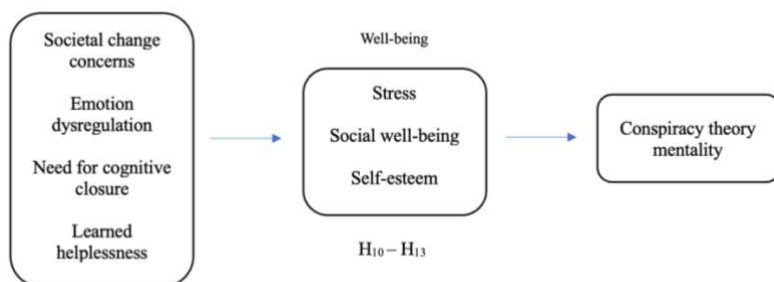 Societal change
concerns
Emotion
dysregulation
Need for cognitive
closure
Learned
helplessness
Well-being
Stress
Social well-being
Self-esteem
H₁₀ – H₁₃
Conspiracy theory
mentality